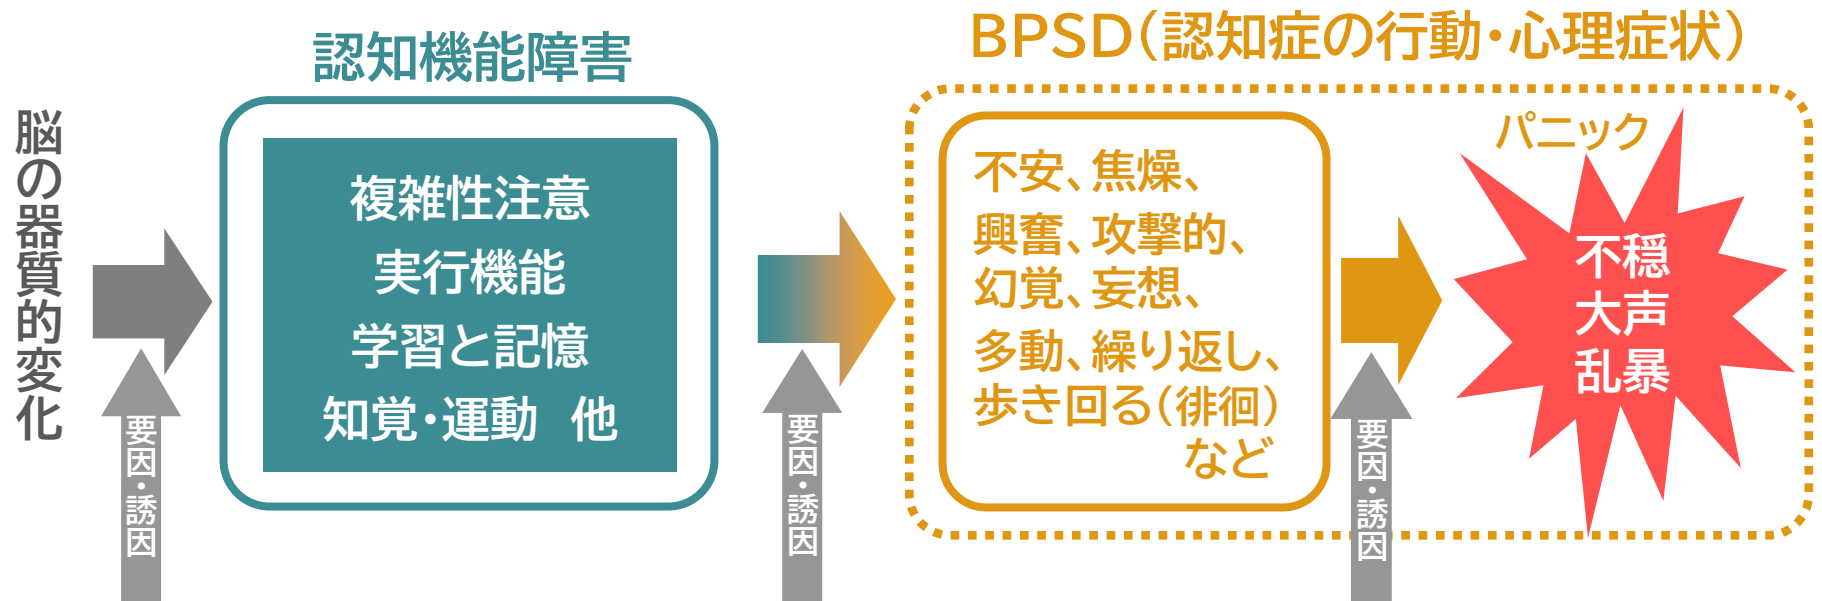 脳の器質的変化
認知機能障害
複雑性注意
実行機能
学習と記憶
知覚・運動　他
BPSD(認知症の行動・心理症状)
不安、焦燥、
興奮、攻撃的、
幻覚、妄想、
多動、繰り返し、
歩き回る(徘徊)
など
パニック
不穏
大声
乱暴
要因・誘因
要因・誘因
要因・誘因